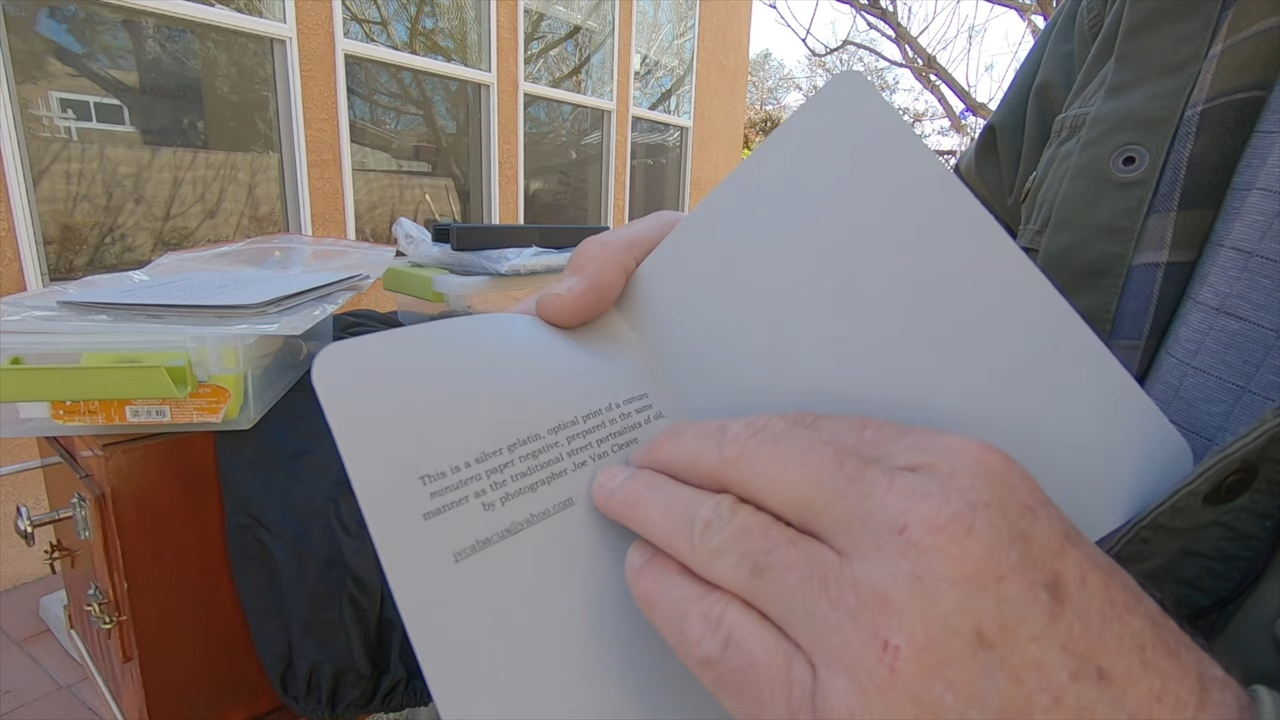 This is a silver gelatin, optical print of a camara
minutera paper negative, prepared in the same
manner as the traditional street portraitists of old,
by photographer Joe Van Cleave
jvcabacus@yahoo.com